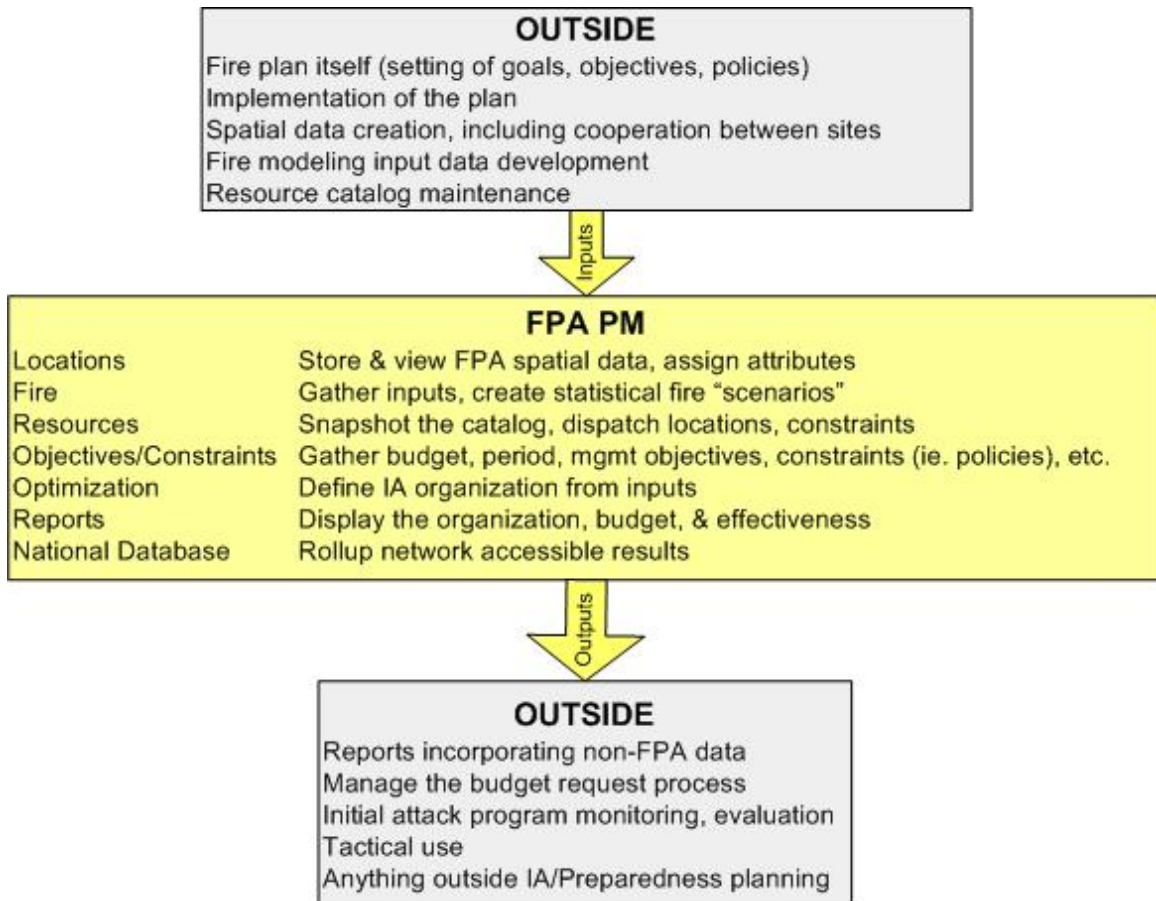 OUTSIDE
Fire plan itself (setting of goals, objectives, policies)
Implementation of the plan
Spatial data creation, including cooperation between sites
Fire modeling input data development
Resource catalog maintenance
Inputs
FPA PM
Locations Store & view FPA spatial data, assign attributes
Fire Gather inputs, create statistical fire “scenarios”
Resources Snapshot the catalog, dispatch locations, constraints
Objectives/Constraints Gather budget, period, mgmt objectives, constraints (ie. policies), etc.
Optimization Define IA organization from inputs
Reports Display the organization, budget, & effectiveness
National Database Rollup network accessible results
Outputs
OUTSIDE
Reports incorporating non-FPA data
Manage the budget request process
Initial attack program monitoring, evaluation
Tactical use
Anything outside IA/Preparedness planning